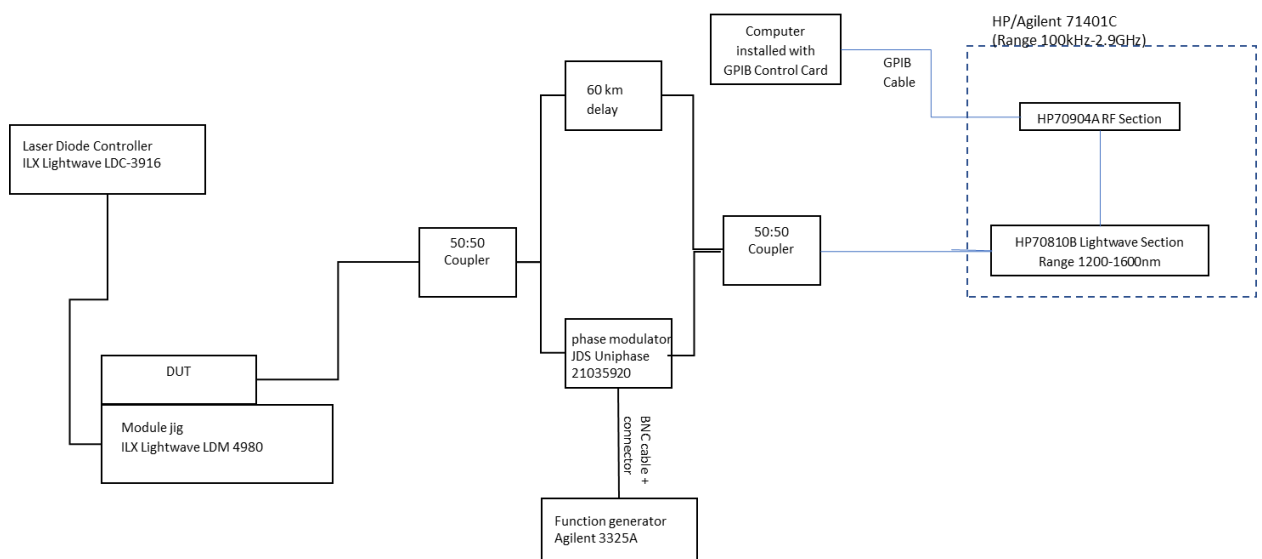 HP/Agilent 71401C
(Range 100kHz-2.9GHz)
Computer
installed with
GPIB Control Card
GPIB
Cable
60 km
delay
HP70904A RF Section
Laser Diode Controller
ILX Lightwave LDC-3916
50:50
Coupler
50:50
Coupler
HP70810B Lightwave Section
Range 1200-1600nm
phase modulator
JDS Uniphase
21035920
DUT
Module jig
ILX Lightwave LDM 4980
BNC cable +
connector
Function generator
Agilent 3325A